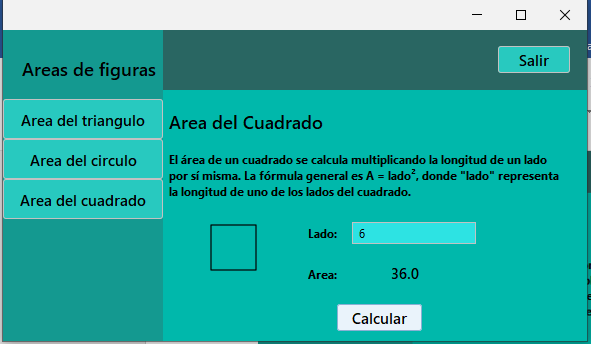 Areas de figuras
Salir
Area del triangulo
Area del circulo
Area del cuadrado
Area del Cuadrado
El área de un cuadrado se calcula multiplicando la longitud de un lado
por sí misma. La fórmula general es A = lado², donde "lado" representa
la longitud de uno de los lados del cuadrado.
Lado: 6
Area: 36.0
Calcular